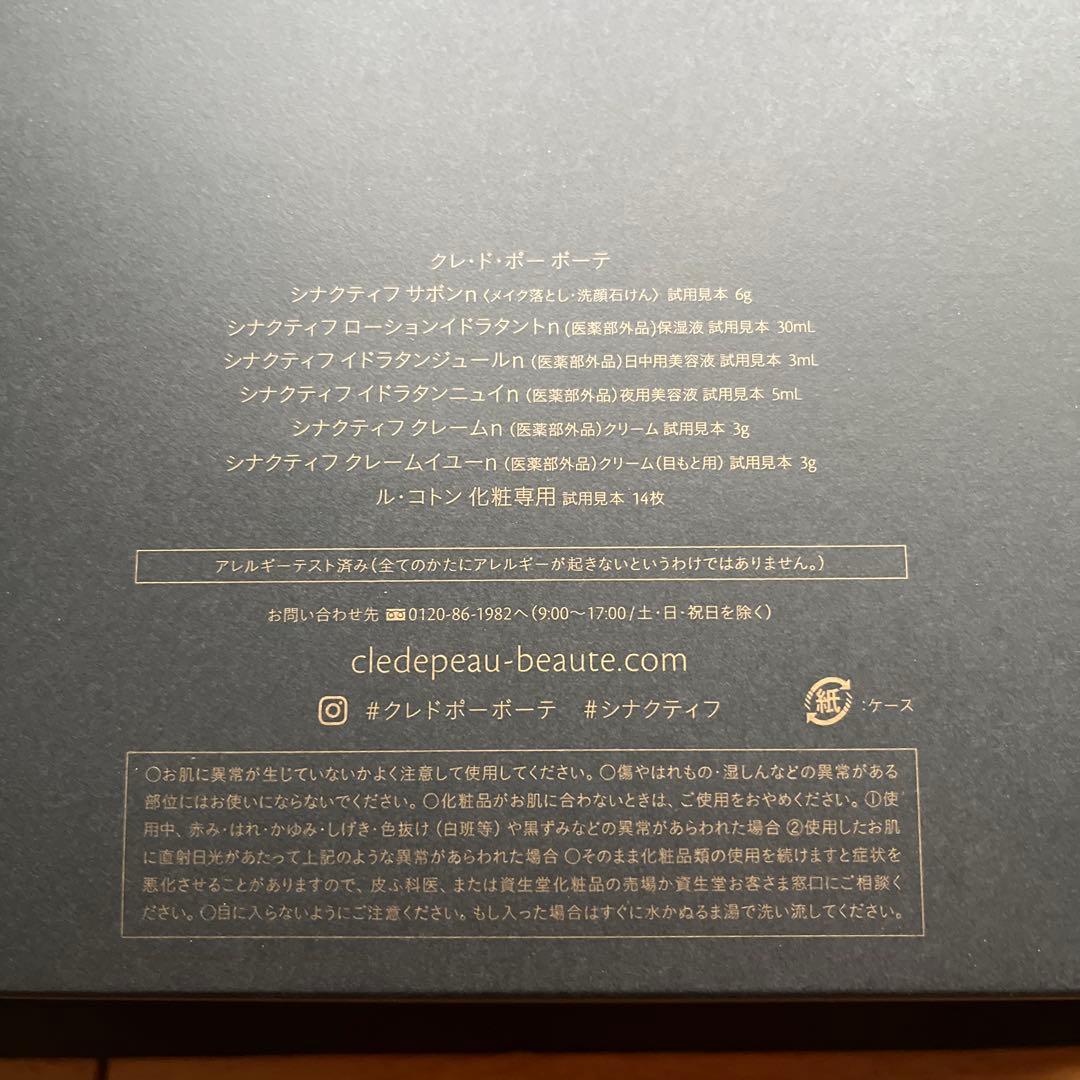 クレ・ド・ポー ボーテ
シナクティフ サボンn〈メイク落とし・洗顔石けん〉試用見本 6g
シナクティフ ローションイドラタントn(医薬部外品)保湿液 試用見本 30mL
シナクティフ イドラタンジュールn(医薬部外品)日中用美容液 試用見本 3mL
シナクティフ イドラタンニュイn(医薬部外品)夜用美容液 試用見本 5mL
シナクティフ クレームn(医薬部外品)クリーム 試用見本 3g
シナクティフ クレームイユーn(医薬部外品)クリーム(目もと用) 試用見本 3g
ル・コトン 化粧専用 試用見本 14枚
アレルギーテスト済み(全てのかたにアレルギーが起きないというわけではありません。)
お問い合わせ先 0120-86-1982へ(9:00〜17:00/土・日・祝日を除く)
cledepeau-beaute.com
#クレドポーボーテ #シナクティフ
紙:ケース
○お肌に異常が生じていないかよく注意して使用してください。○傷やはれもの・湿しんなどの異常がある
部位にはお使いにならないでください。○化粧品がお肌に合わないときは、ご使用をおやめください。①使
用中、赤み・はれ・かゆみ・しげき・色抜け(白斑等)や黒ずみなどの異常があらわれた場合 ②使用したお肌
に直射日光があたって上記のような異常があらわれた場合 ○そのまま化粧品類の使用を続けますと症状を
悪化させることがありますので、皮ふ科医、または資生堂化粧品の売場か資生堂お客さま窓口にご相談く
ださい。○目に入らないようにご注意ください。もし入った場合はすぐに水かぬるま湯で洗い流してください。